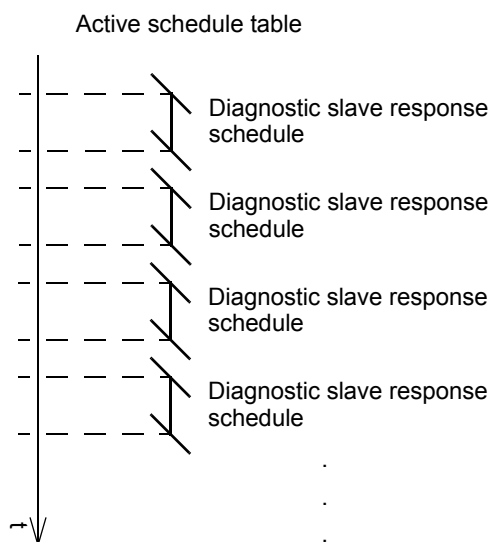 Active schedule table
Diagnostic slave response
schedule
Diagnostic slave response
schedule
Diagnostic slave response
schedule
Diagnostic slave response
schedule
.
.
.
t